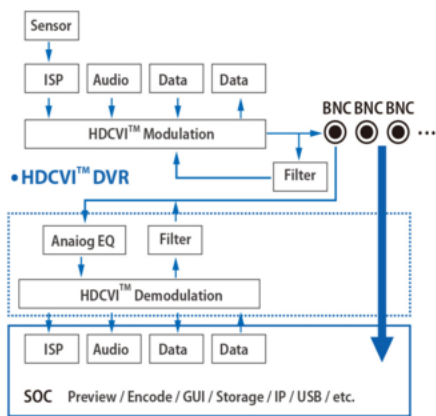 Sensor
ISP Audio Data Data
BNC BNC BNC
HDCVI™ Modulation
...
Filter
•HDCVI™ DVR
Anaiog EQ Filter
HDCVI™ Demodulation
ISP Audio Data Data
SOC Preview / Encode / GUI / Storage / IP / USB / etc.